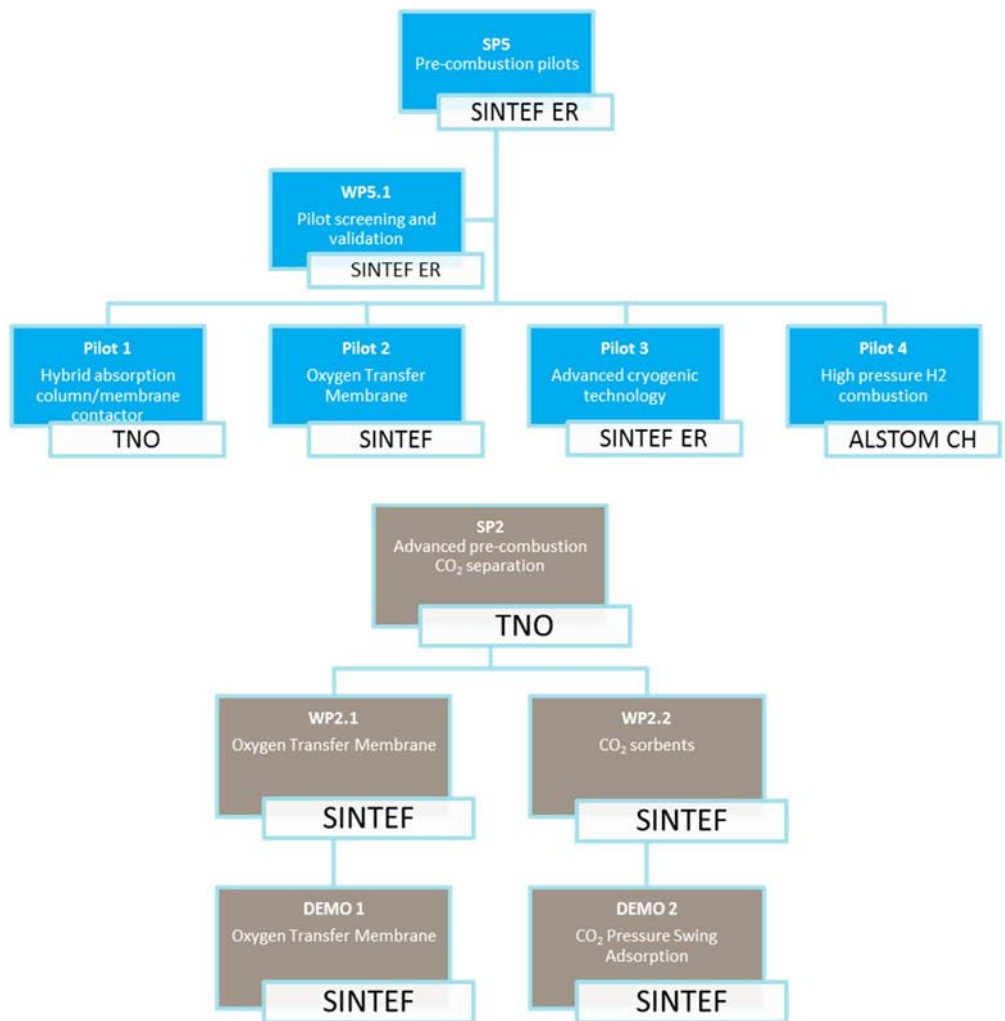 SP5
Pre-combustion pilots
SINTEF ER
WP5.1
Pilot screening and
validation
SINTEF ER
Pilot 1
Hybrid absorption
column/membrane
contactor
TNO
Pilot 2
Oxygen Transfer
Membrane
SINTEF
Pilot 3
Advanced cryogenic
technology
SINTEF ER
Pilot 4
High pressure H2
combustion
ALSTOM CH
SP2
Advanced pre-combustion
CO₂ separation
TNO
WP2.1
Oxygen Transfer Membrane
SINTEF
WP2.2
CO₂ sorbents
SINTEF
DEMO 1
Oxygen Transfer Membrane
SINTEF
DEMO 2
CO₂ Pressure Swing
Adsorption
SINTEF